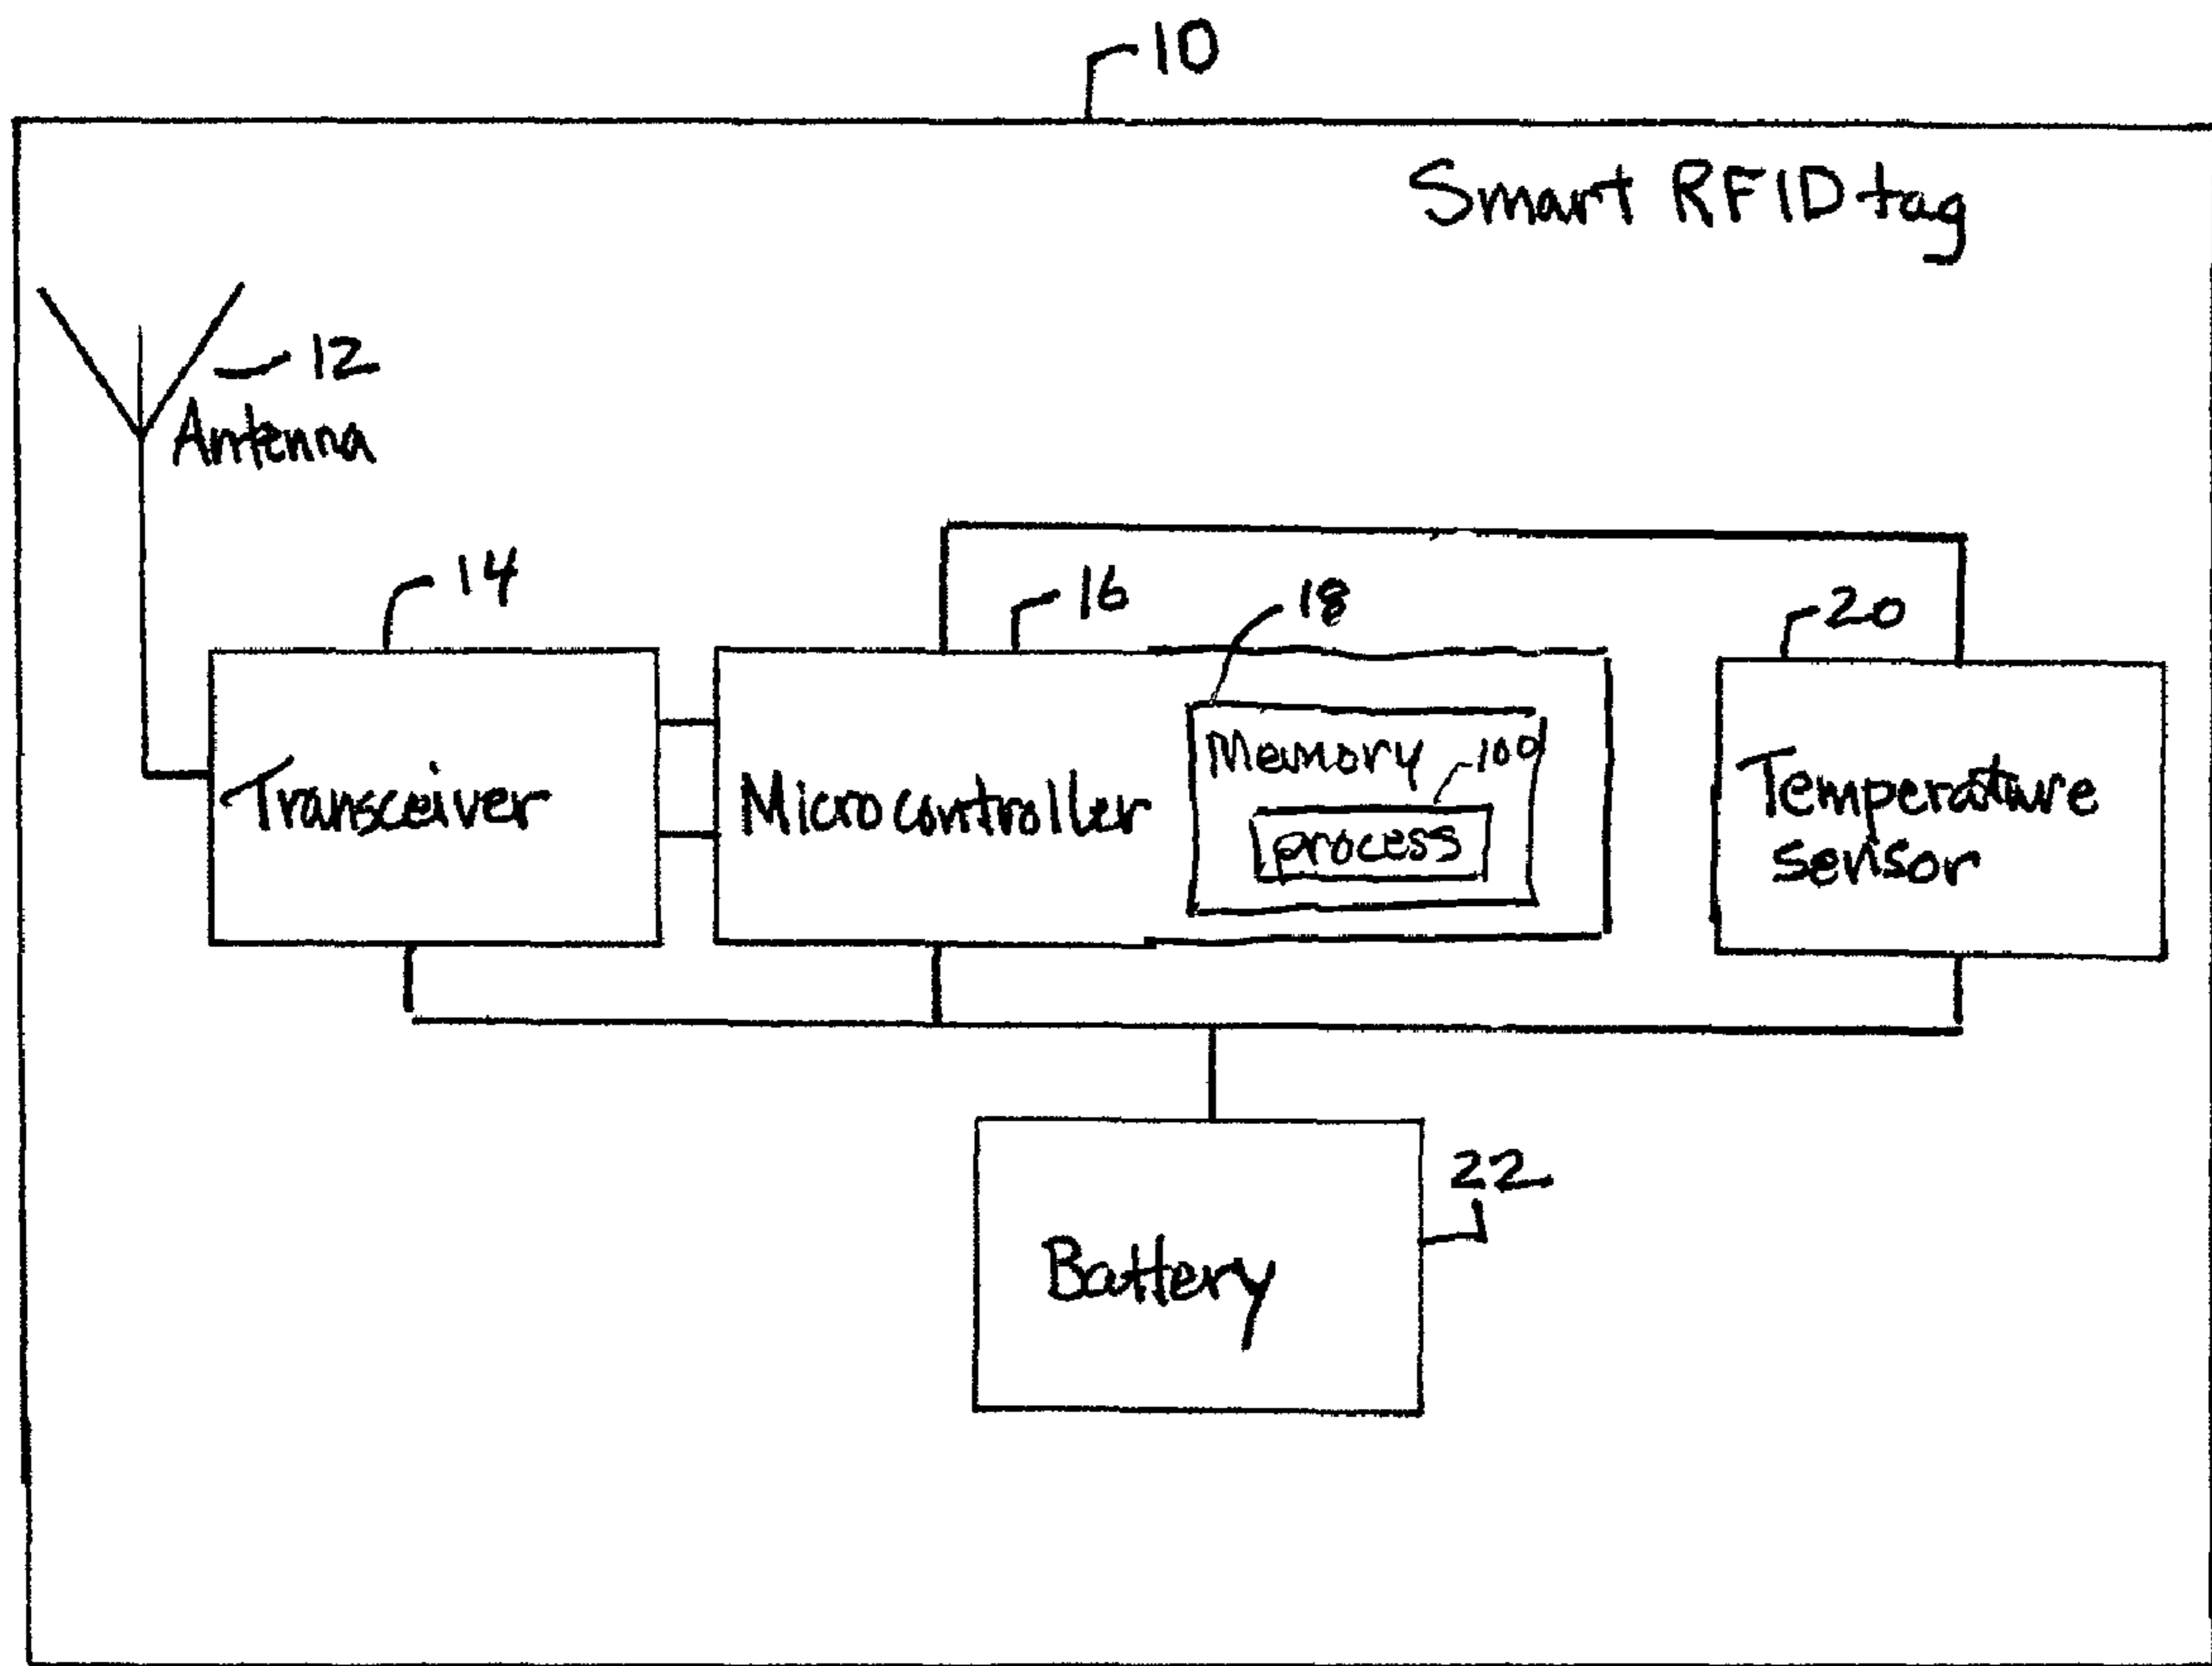 10
Smart RFID tag
12
Antenna
14
16
18
20
Transceiver
Microcontroller
Memory
100
process
Temperature
sensor
22
Battery